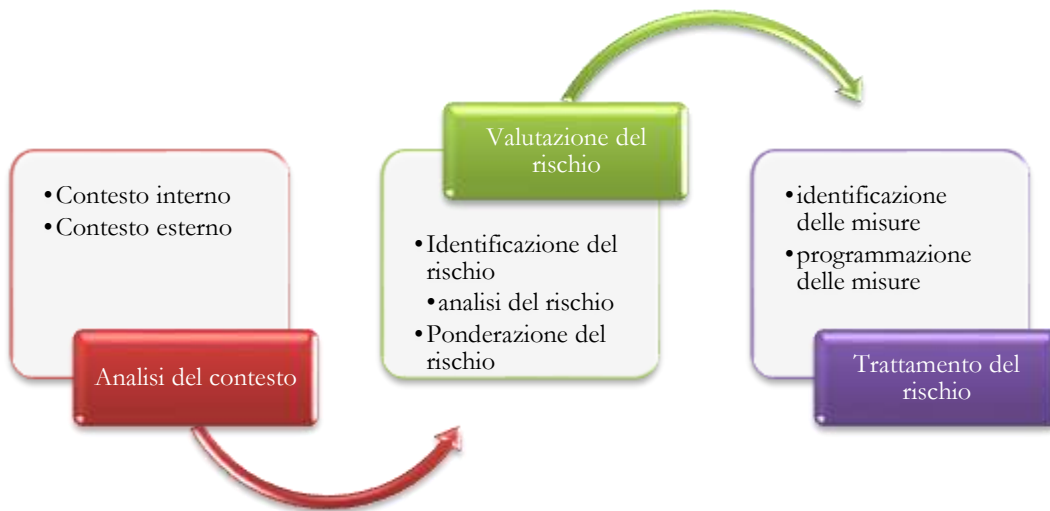 •Contesto interno
•Contesto esterno
Analisi del contesto
Valutazione del
rischio
•Identificazione del
rischio
•analisi del rischio
•Ponderazione del
rischio
•identificazione
delle misure
•programmazione
delle misure
Trattamento del
rischio